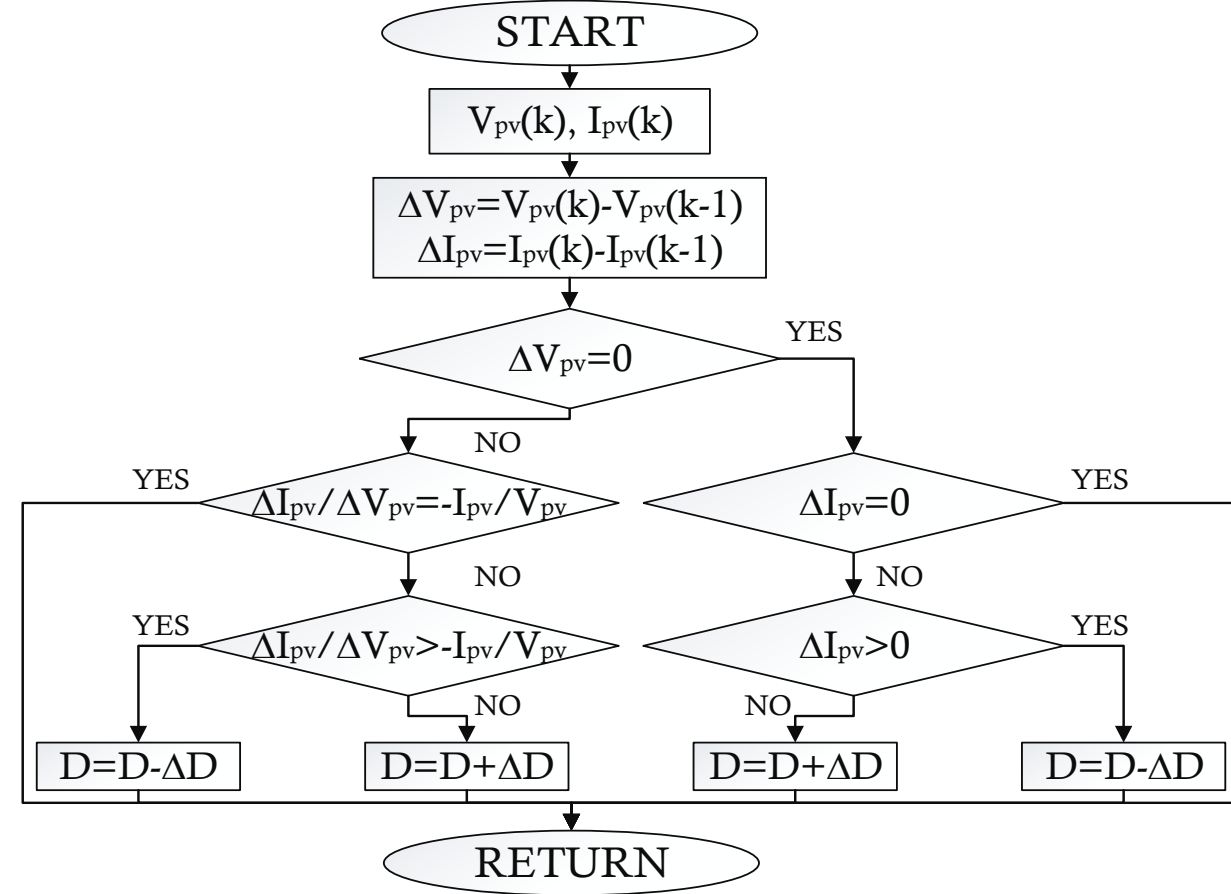 START
Vpv(k), Ipv(k)
ΔVpv=Vpv(k)-Vpv(k-1)
ΔIpv=Ipv(k)-Ipv(k-1)
ΔVpv=0
YES
NO
YES
ΔIpv/ΔVpv=-Ipv/Vpv
ΔIpv=0
YES
NO
NO
YES
ΔIpv/ΔVpv>-Ipv/Vpv
ΔIpv>0
YES
NO
NO
D=D-ΔD
D=D+ΔD
D=D+ΔD
D=D-ΔD
RETURN